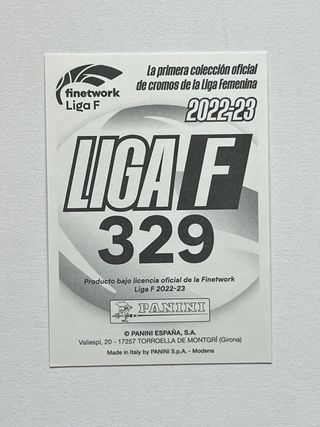 finetwork
Liga F
La primera colección oficial
de cromos de la Liga Femenina
2022-23
LIGA F
329
Producto bajo licencia oficial de la Finetwork
Liga F 2022-23
PANINI
© PANINI ESPAÑA, S.A.
Vallespí, 20 - 17257 TORROELLA DE MONTGRÍ (Girona)
Made in Italy by PANINI S.p.A. - Modena